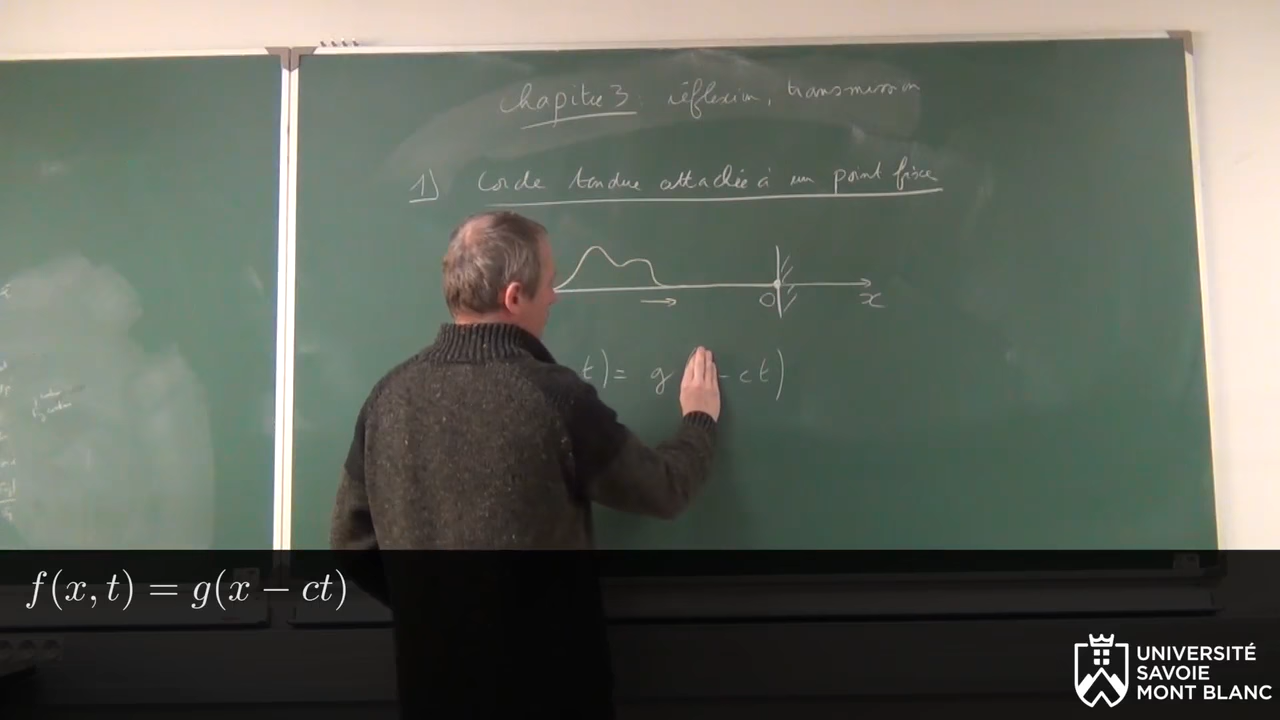 Chapitre 3 : réflexion, transmission
1) Corde tendue attachée à un point fixe
O
x
t) = g - ct)
f(x, t) = g(x − ct)
UNIVERSITÉ
SAVOIE
MONT BLANC